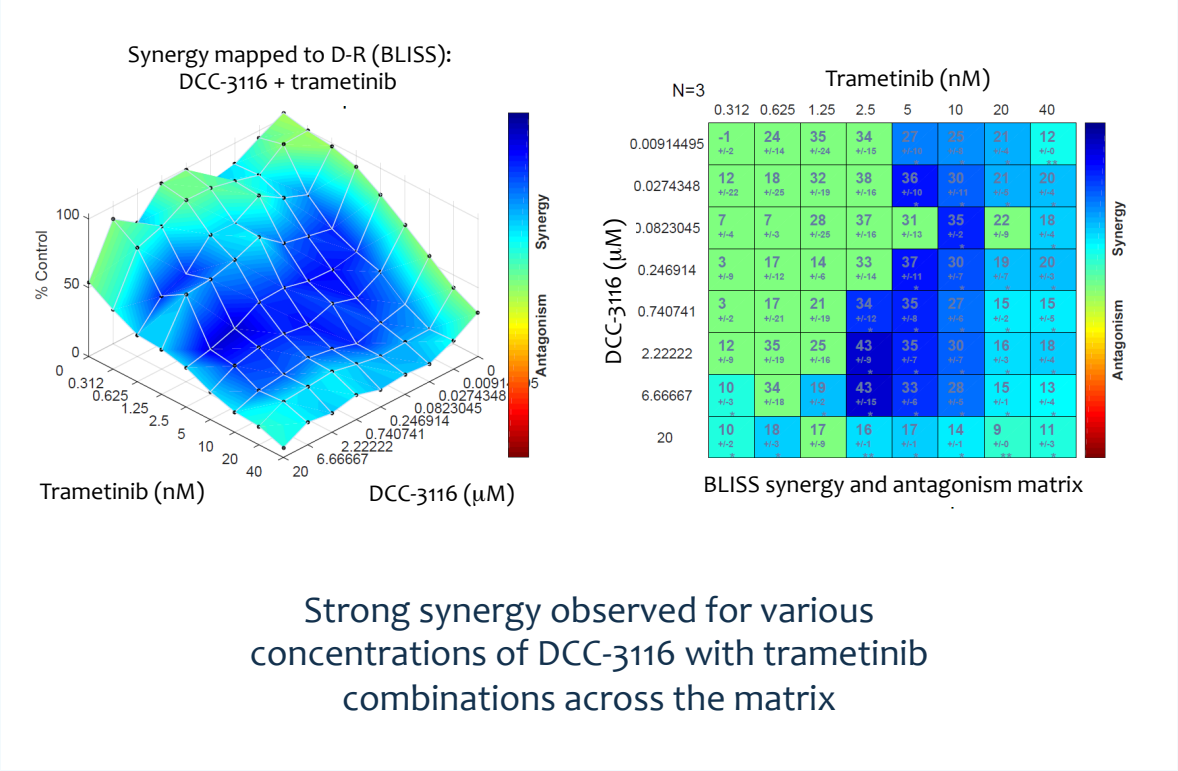 Synergy mapped to D-R (BLISS):
DCC-3116 + trametinib
% Control
100
50
0
0
0.312
0.625
1.25
2.5
5
10
20
40
0
0.0274348
0.0823045
0.246914
0.740741
2.22222
6.66667
20
Trametinib (nM)
DCC-3116 (µM)
Synergy
Antagonism
Trametinib (nM)
N=3
0.312 0.625 1.25 2.5 5 10 20 40
DCC-3116 (µM)
0.00914495 -1 24 35 34 27 25 21 12
+/-2 +/-14 +/-24 +/-15 +/-4 +/-0
**
0.0274348 12 18 32 38 36 30 21 20
+/-22 +/-25 +/-19 +/-16 +/-10 +/-11 +/-4
*
.0823045 7 7 28 37 31 35 22 18
+/-4 +/-3 +/-25 +/-16 +/-13 +/-2 +/-9 +/-4
* *
0.246914 3 17 14 33 37 30 19 20
+/-9 +/-12 +/-6 +/-14 +/-11 +/-7 +/-7 +/-3
*
0.740741 3 17 21 34 35 27 15 15
+/-2 +/-21 +/-19 +/-12 +/-8 +/-6 +/-2 +/-5
* * * * *
2.22222 12 35 25 43 35 30 16 18
+/-9 +/-19 +/-16 +/-9 +/-7 +/-7 +/-3 +/-4
* * * * *
6.66667 10 34 19 43 33 28 15 13
+/-3 +/-18 +/-2 +/-15 +/-6 +/-5 +/-1 +/-4
* * * * * * *
20 10 18 17 16 17 14 9 11
+/-2 +/-3 +/-9 +/-1 +/-1 +/-1 +/-0 +/-3
* * ** * * ** *
Synergy
Antagonism
BLISS synergy and antagonism matrix
Strong synergy observed for various
concentrations of DCC-3116 with trametinib
combinations across the matrix